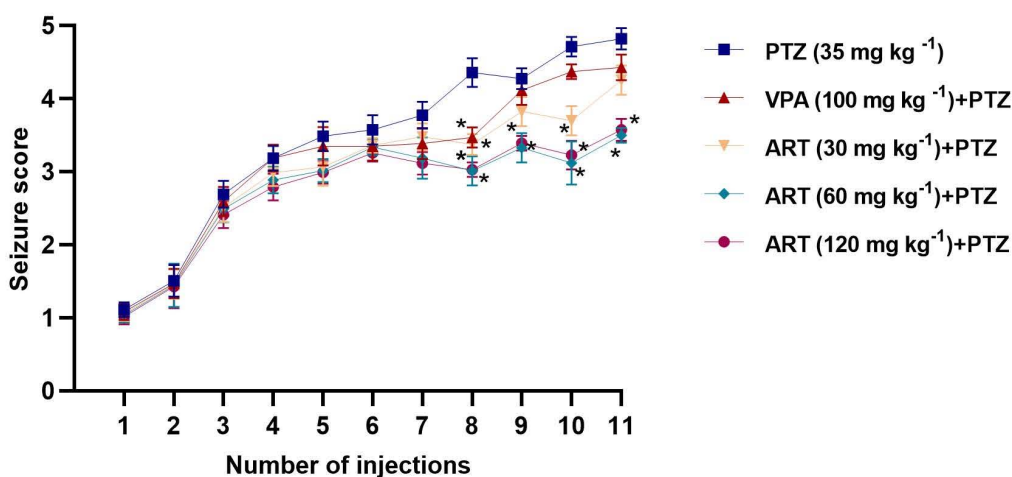 Seizure score
5
4
3
2
1
0
1 2 3 4 5 6 7 8 9 10 11
Number of injections
* * * * * * * * * * *
PTZ (35 mg kg -1)
VPA (100 mg kg -1)+PTZ
ART (30 mg kg -1)+PTZ
ART (60 mg kg -1)+PTZ
ART (120 mg kg-1)+PTZ